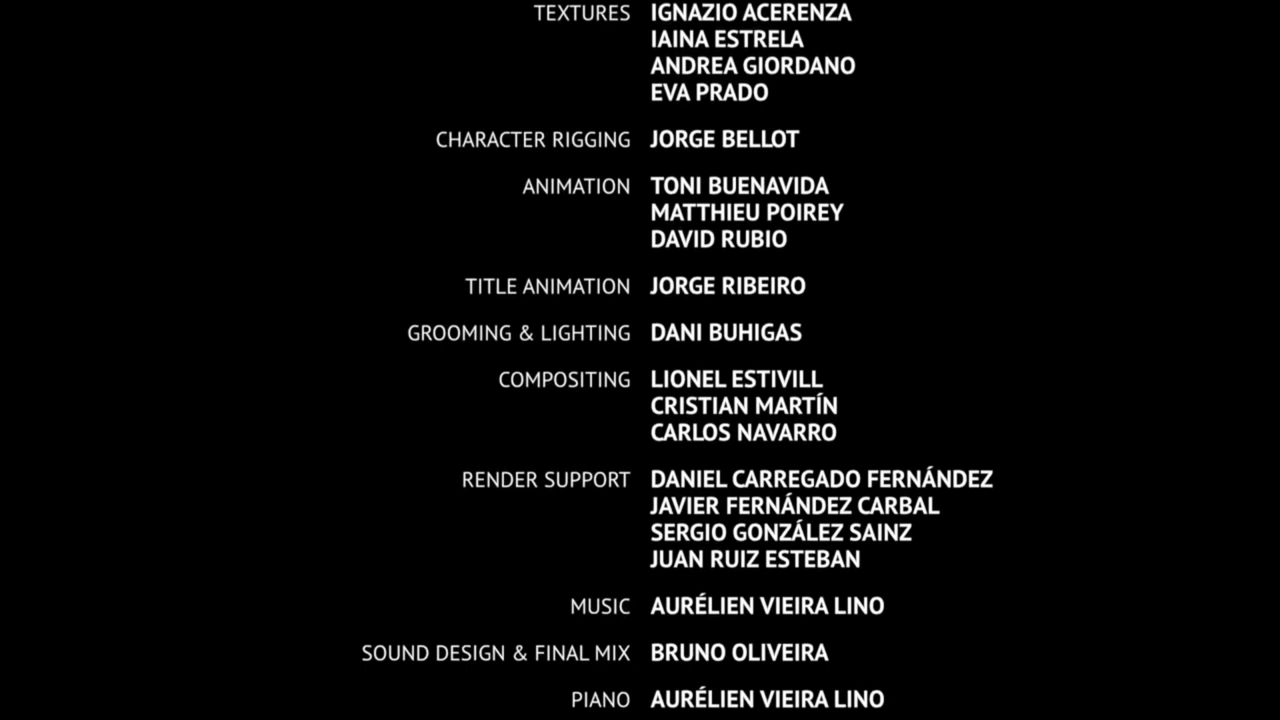 TEXTURES IGNAZIO ACERENZA
IAINA ESTRELA
ANDREA GIORDANO
EVA PRADO
CHARACTER RIGGING JORGE BELLOT
ANIMATION TONI BUENAVIDA
MATTHIEU POIREY
DAVID RUBIO
TITLE ANIMATION JORGE RIBEIRO
GROOMING & LIGHTING DANI BUHIGAS
COMPOSITING LIONEL ESTIVILL
CRISTIAN MARTÍN
CARLOS NAVARRO
RENDER SUPPORT DANIEL CARREGADO FERNÁNDEZ
JAVIER FERNÁNDEZ CARBAL
SERGIO GONZÁLEZ SAINZ
JUAN RUIZ ESTEBAN
MUSIC AURÉLIEN VIEIRA LINO
SOUND DESIGN & FINAL MIX BRUNO OLIVEIRA
PIANO AURÉLIEN VIEIRA LINO